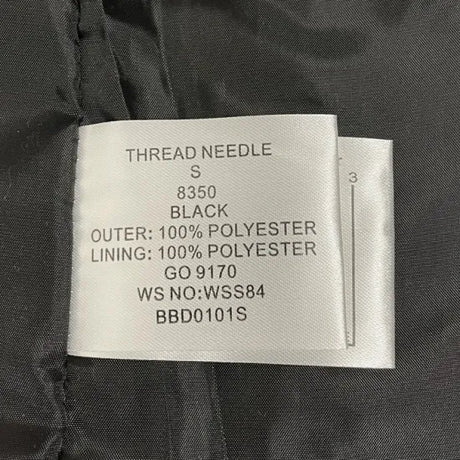 THREAD NEEDLE
S
8350
BLACK
OUTER: 100% POLYESTER
LINING: 100% POLYESTER
GO 9170
WS NO:WSS84
BBD0101S
3